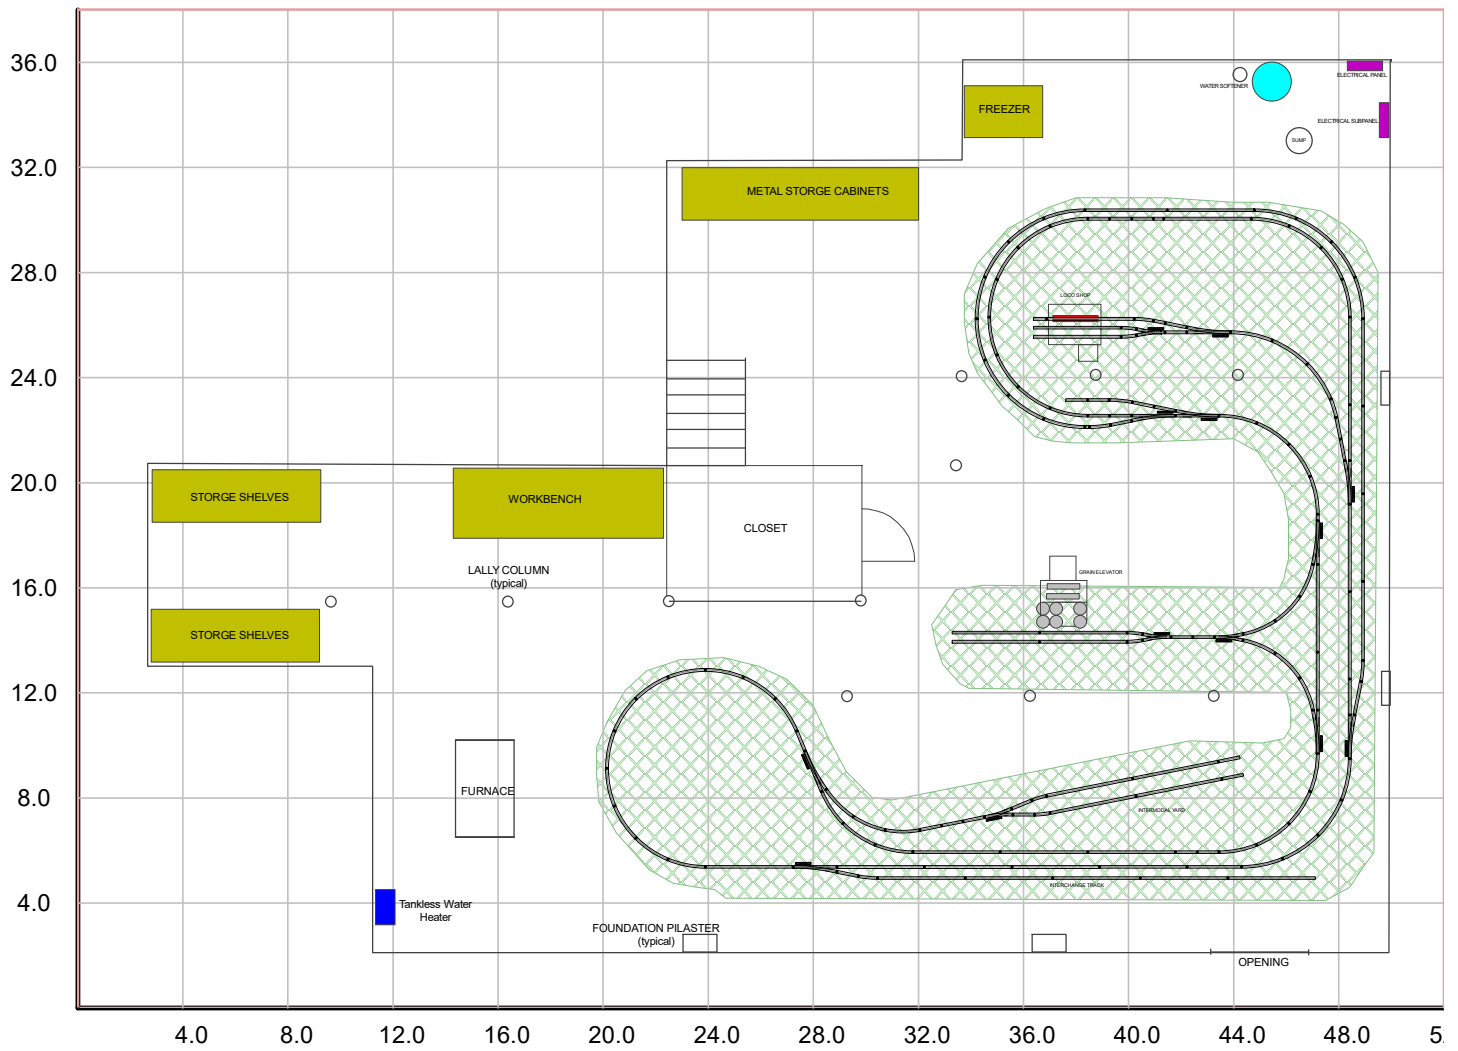 36.0
ELECTRICAL PANEL
WATER SOFTENER
FREEZER
ELECTRICAL SUBPANEL
SUMP
32.0
METAL STORGE CABINETS
28.0
LOCO SHOP
24.0
20.0
STORGE SHELVES
WORKBENCH
CLOSET
LALLY COLUMN
(typical)
GRAIN ELEVATOR
16.0
STORGE SHELVES
12.0
8.0
FURNACE
INTERMODAL YARD
INTERCHANGE TRACK
4.0
Tankless Water
Heater
FOUNDATION PILASTER
(typical)
OPENING
4.0 8.0 12.0 16.0 20.0 24.0 28.0 32.0 36.0 40.0 44.0 48.0 5